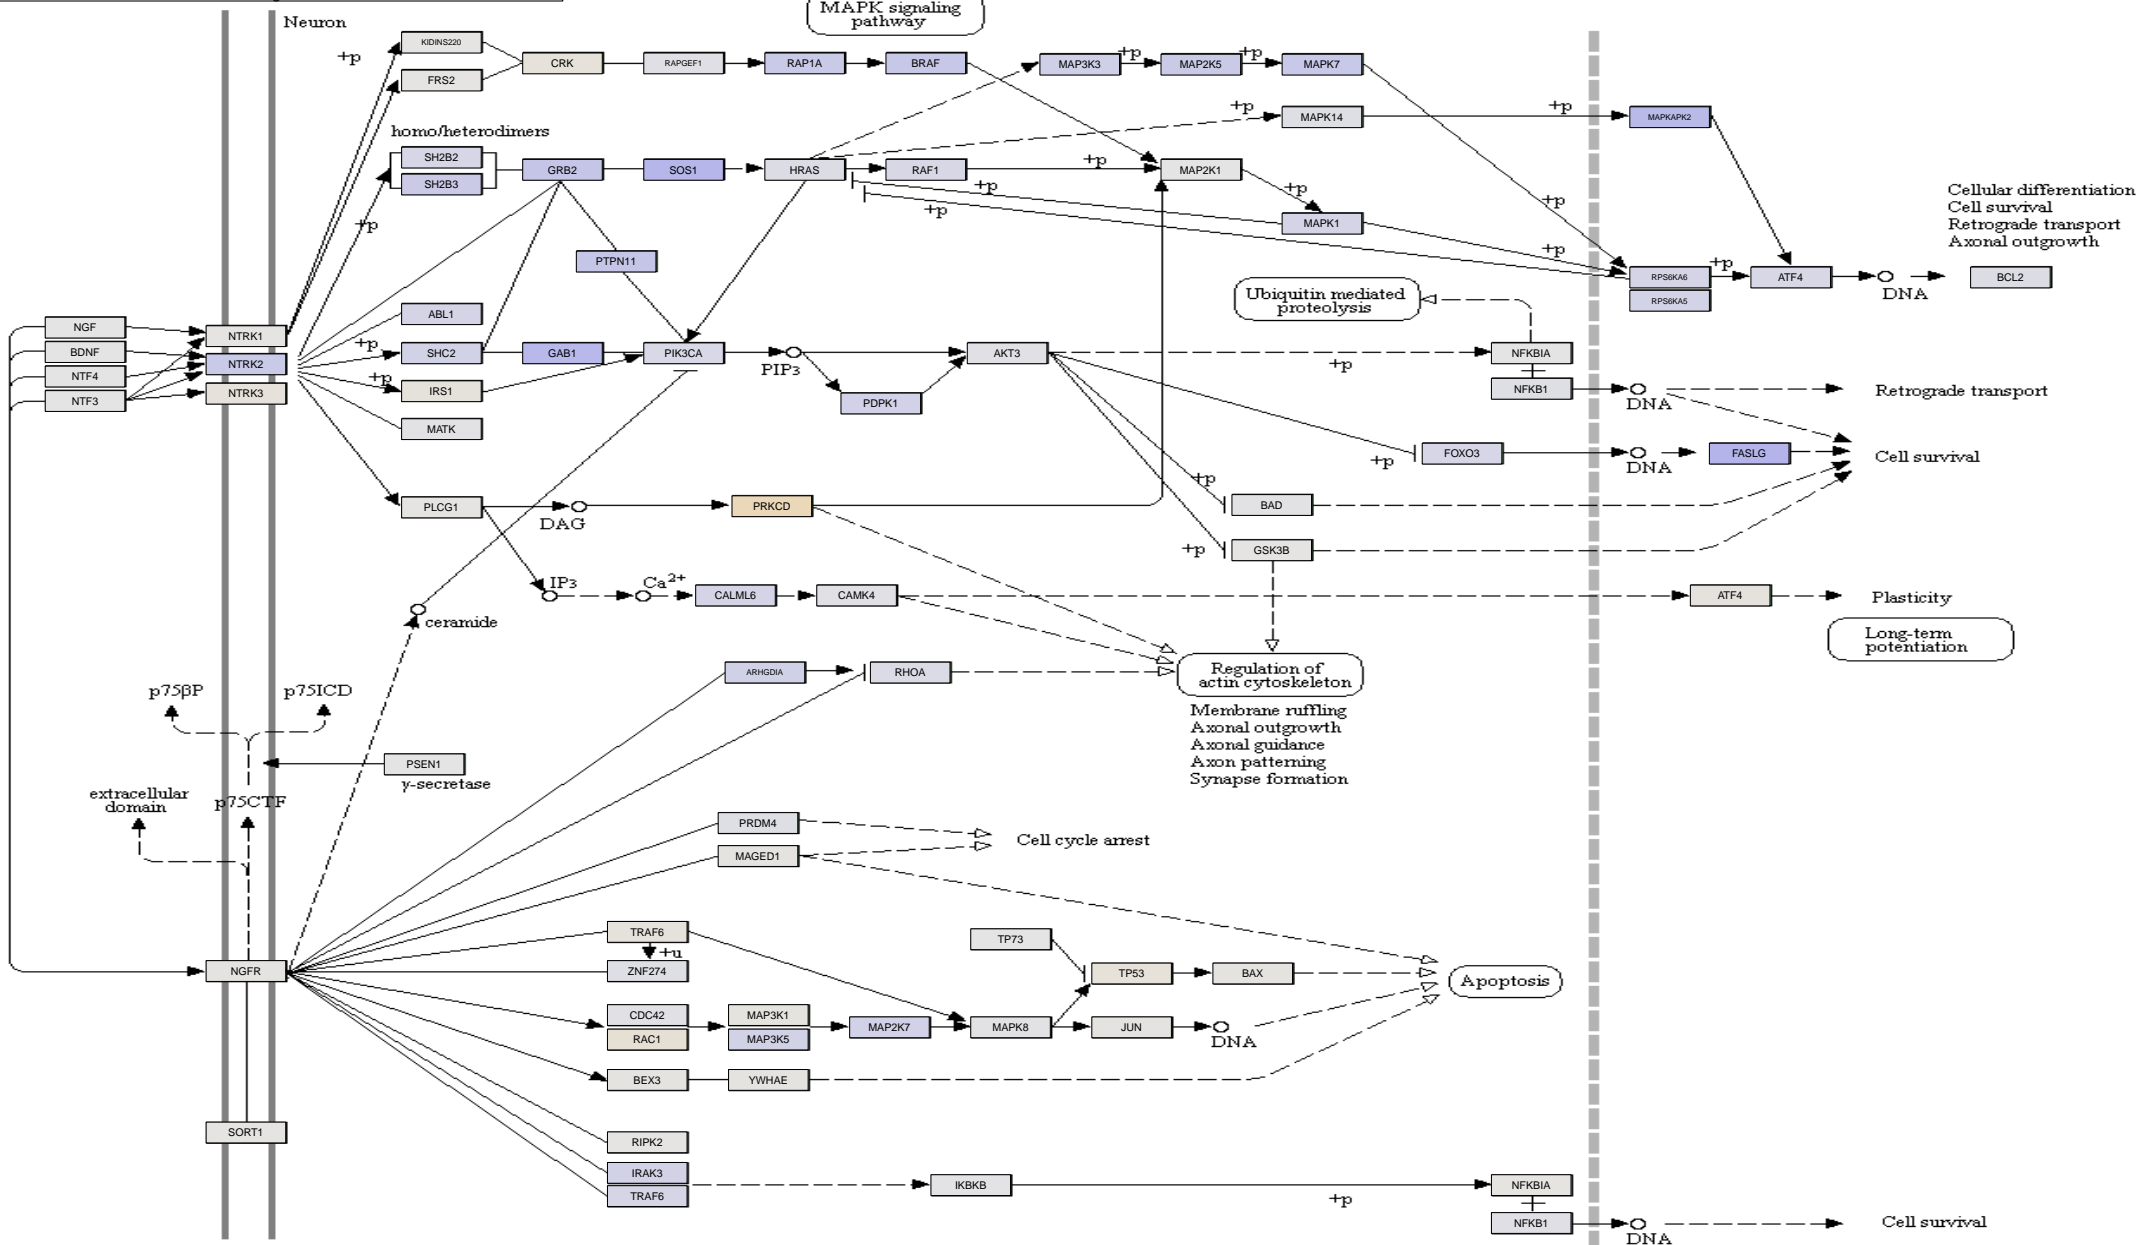 MAPK signaling
pathway
Neuron
+p
KIDINS220
FRS2
CRK
RAPGEF1
RAP1A
BRAF
MAP3K3
+p
MAP2K5
+p
MAPK7
+p
MAPK14
+p
MAPKAPK2
homo/heterodimers
SH2B2
SH2B3
GRB2
SOS1
HRAS
RAF1
+p
MAP2K1
+p
+p
+p
MAPK1
+p
+p
+p
Cellular differentiation
Cell survival
Retrograde transport
Axonal outgrowth
PTPN11
RPS6KA6
RPS6KA5
+p
ATF4
DNA
BCL2
Ubiquitin mediated
proteolysis
NGF
BDNF
NTF4
NTF3
NTRK1
NTRK2
NTRK3
ABL1
+p
SHC2
GAB1
PIK3CA
PIP3
AKT3
+p
NFKBIA
NFKB1
DNA
Retrograde transport
+p
IRS1
PDPK1
MATK
+p
FOXO3
DNA
FASLG
Cell survival
PLCG1
DAG
PRKCD
+p
BAD
+p
GSK3B
IP3
Ca2+
CALML6
CAMK4
ATF4
Plasticity
ceramide
Long-term
potentiation
ARHGDIA
RHOA
Regulation of
actin cytoskeleton
Membrane ruffling
Axonal outgrowth
Axonal guidance
Axon patterning
Synapse formation
p75βP
p75ICD
PSEN1
γ-secretase
extracellular
domain
p75CTF
PRDM4
MAGED1
Cell cycle arrest
TRAF6
+u
ZNF274
TP73
TP53
BAX
Apoptosis
NGFR
CDC42
RAC1
MAP3K1
MAP3K5
MAP2K7
MAPK8
JUN
DNA
BEX3
YWHAE
SORT1
RIPK2
IRAK3
TRAF6
IKBKB
+p
NFKBIA
NFKB1
DNA
Cell survival